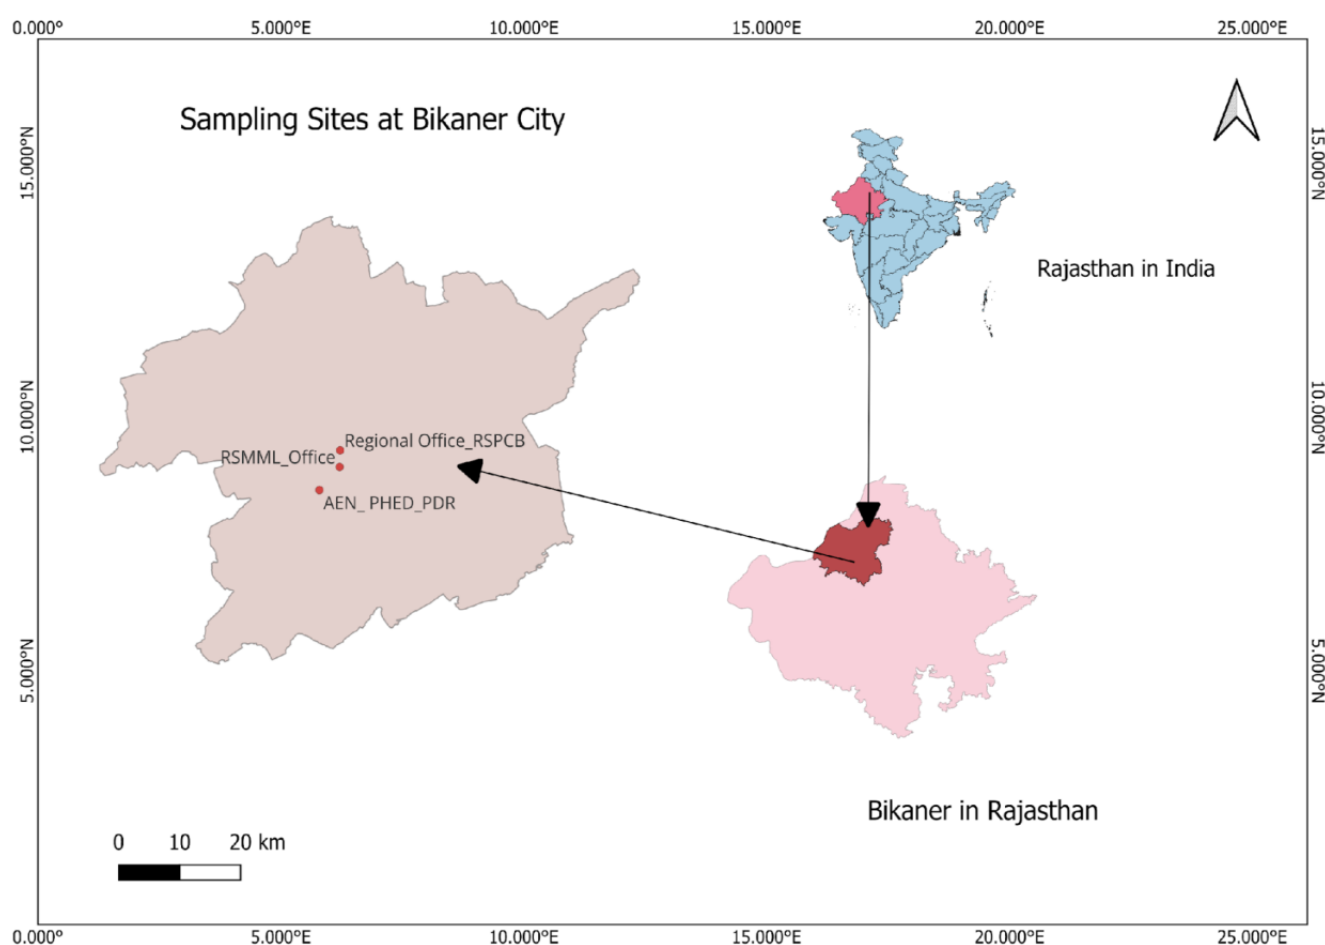 0.000°
5.000°E
10.000°E
15.000°E
20.000°E
25.000°E
Sampling Sites at Bikaner City
15.000°N
15.000°N
Rajasthan in India
10.000°N
10.000°N
Regional Office_RSPCB
RSMML_Office
AEN_ PHED_PDR
5.000°N
5.000°N
Bikaner in Rajasthan
0 10 20 km
0.000°
5.000°E
10.000°E
15.000°E
20.000°E
25.000°E